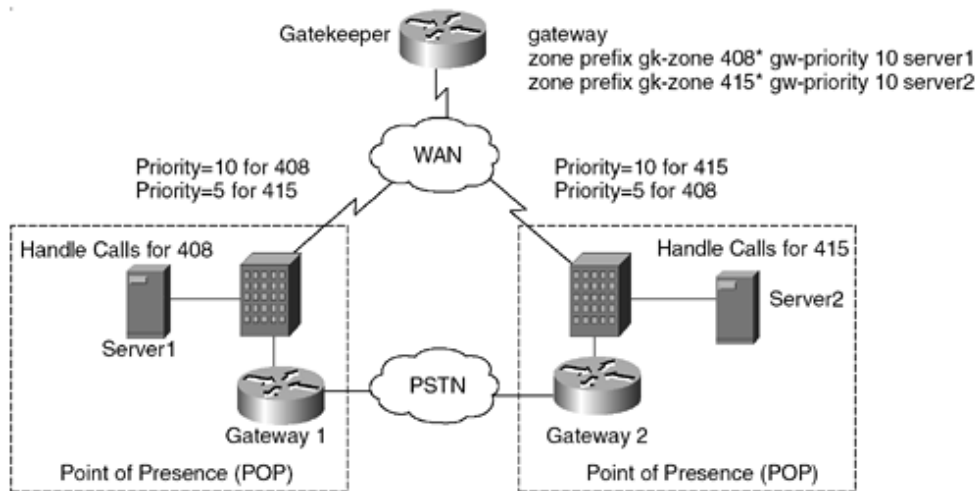 Gatekeeper
gateway
zone prefix gk-zone 408* gw-priority 10 server1
zone prefix gk-zone 415* gw-priority 10 server2
WAN
Priority=10 for 408
Priority=5 for 415
Priority=10 for 415
Priority=5 for 408
Handle Calls for 408
Handle Calls for 415
Server1
Server2
PSTN
Gateway 1
Gateway 2
Point of Presence (POP)
Point of Presence (POP)